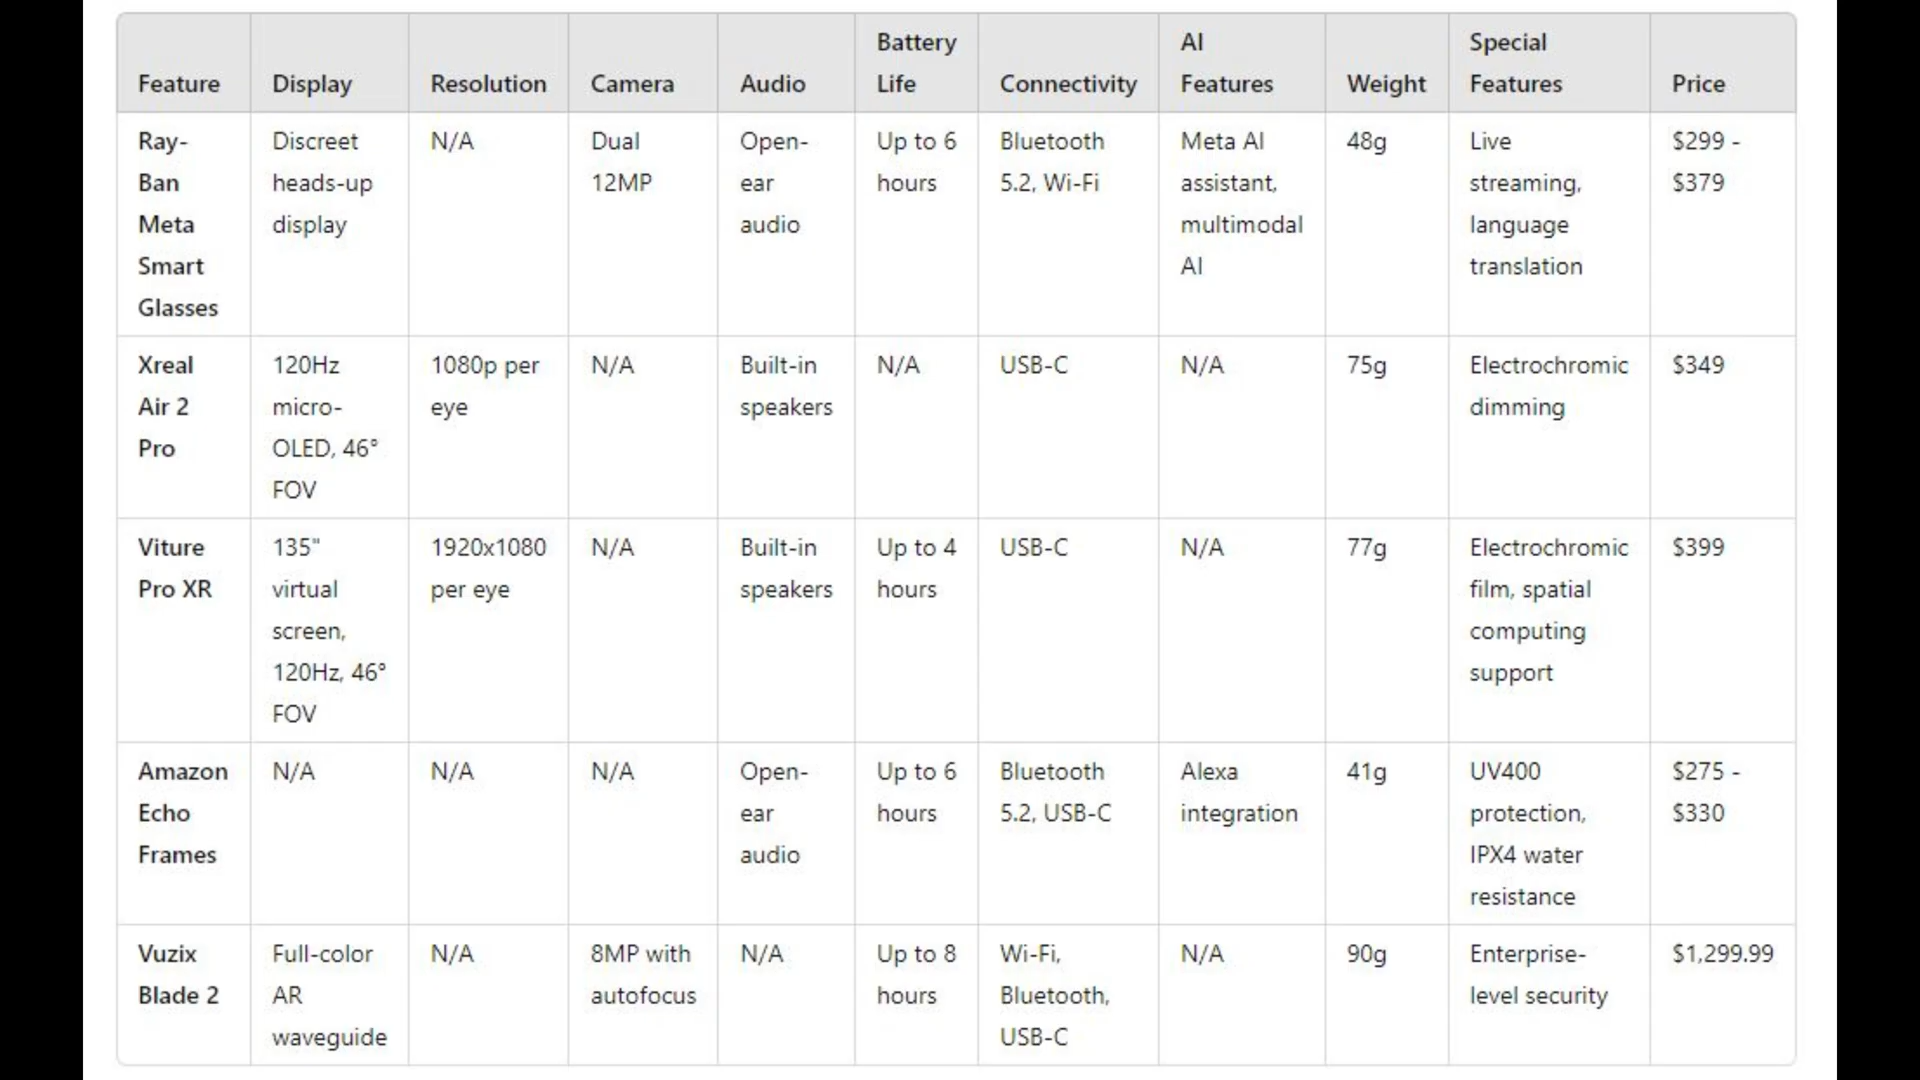 Feature Display Resolution Camera Audio Battery Life Connectivity AI Features Weight Special Features Price
Ray-Ban Meta Smart Glasses Discreet heads-up display N/A Dual 12MP Open-ear audio Up to 6 hours Bluetooth 5.2, Wi-Fi Meta AI assistant, multimodal AI 48g Live streaming, language translation $299 - $379
Xreal Air 2 Pro 120Hz micro-OLED, 46° FOV 1080p per eye N/A Built-in speakers N/A USB-C N/A 75g Electrochromic dimming $349
Viture Pro XR 135" virtual screen, 120Hz, 46° FOV 1920x1080 per eye N/A Built-in speakers Up to 4 hours USB-C N/A 77g Electrochromic film, spatial computing support $399
Amazon Echo Frames N/A N/A N/A Open-ear audio Up to 6 hours Bluetooth 5.2, USB-C Alexa integration 41g UV400 protection, IPX4 water resistance $275 - $330
Vuzix Blade 2 Full-color AR waveguide N/A 8MP with autofocus N/A Up to 8 hours Wi-Fi, Bluetooth, USB-C N/A 90g Enterprise-level security $1,299.99